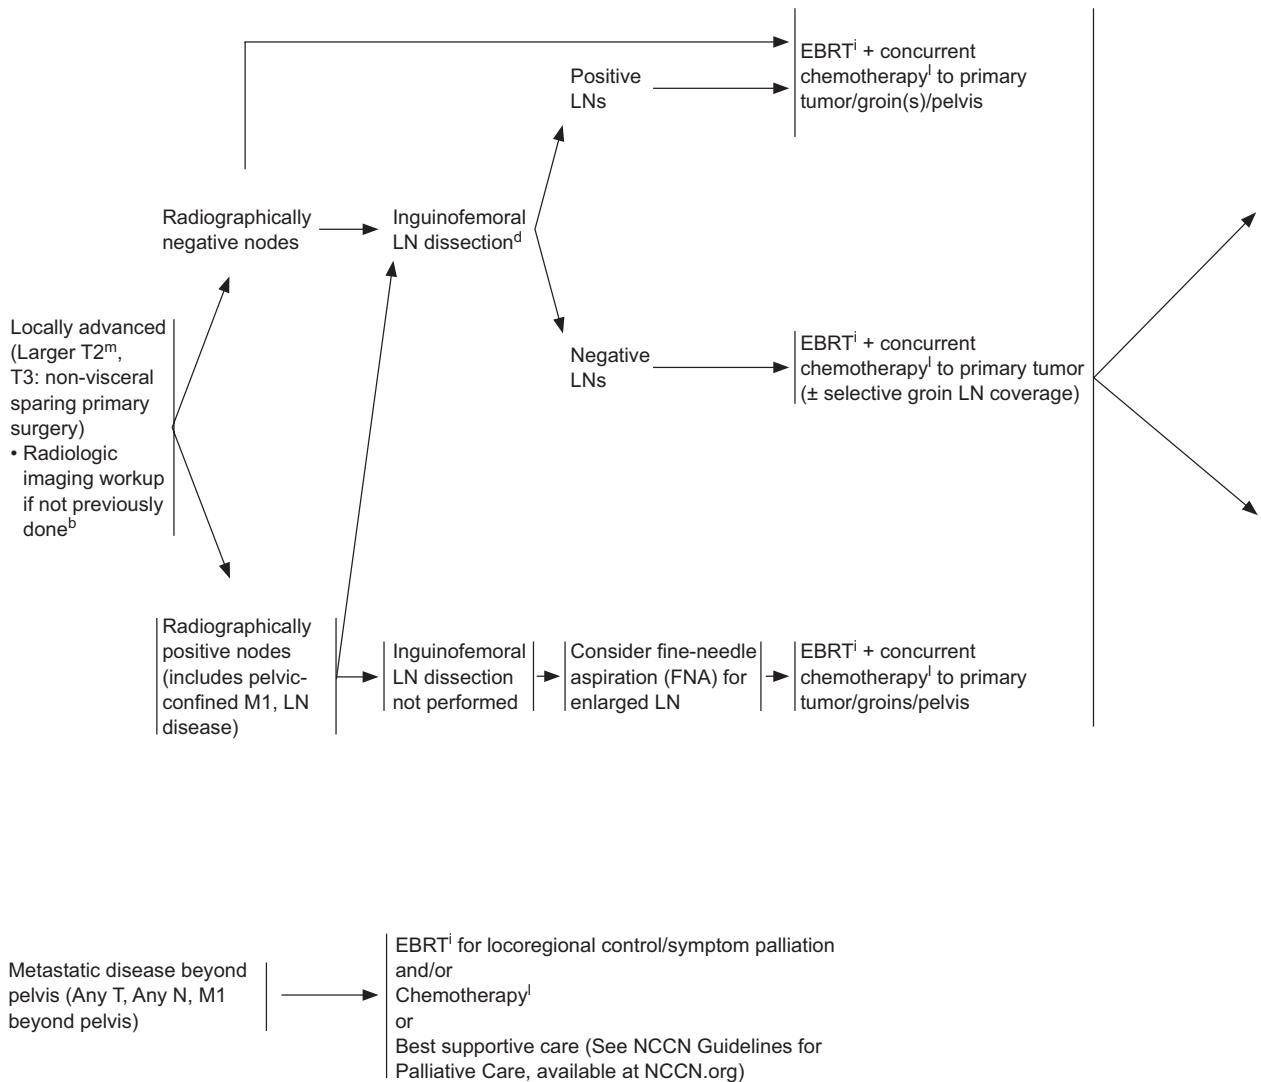 EBRTⁱ + concurrent
chemotherapyˡ to primary
tumor/groin(s)/pelvis
Positive
LNs
Radiographically
negative nodes
Inguinofemoral
LN dissectionᵈ
Locally advanced
(Larger T2ᵐ,
T3: non-visceral
sparing primary
surgery)
• Radiologic
imaging workup
if not previously
doneᵇ
Negative
LNs
EBRTⁱ + concurrent
chemotherapyˡ to primary tumor
(± selective groin LN coverage)
Radiographically
positive nodes
(includes pelvic-
confined M1, LN
disease)
Inguinofemoral
LN dissection
not performed
Consider fine-needle
aspiration (FNA) for
enlarged LN
EBRTⁱ + concurrent
chemotherapyˡ to primary
tumor/groins/pelvis
Metastatic disease beyond
pelvis (Any T, Any N, M1
beyond pelvis)
EBRTⁱ for locoregional control/symptom palliation
and/or
Chemotherapyˡ
or
Best supportive care (See NCCN Guidelines for
Palliative Care, available at NCCN.org)